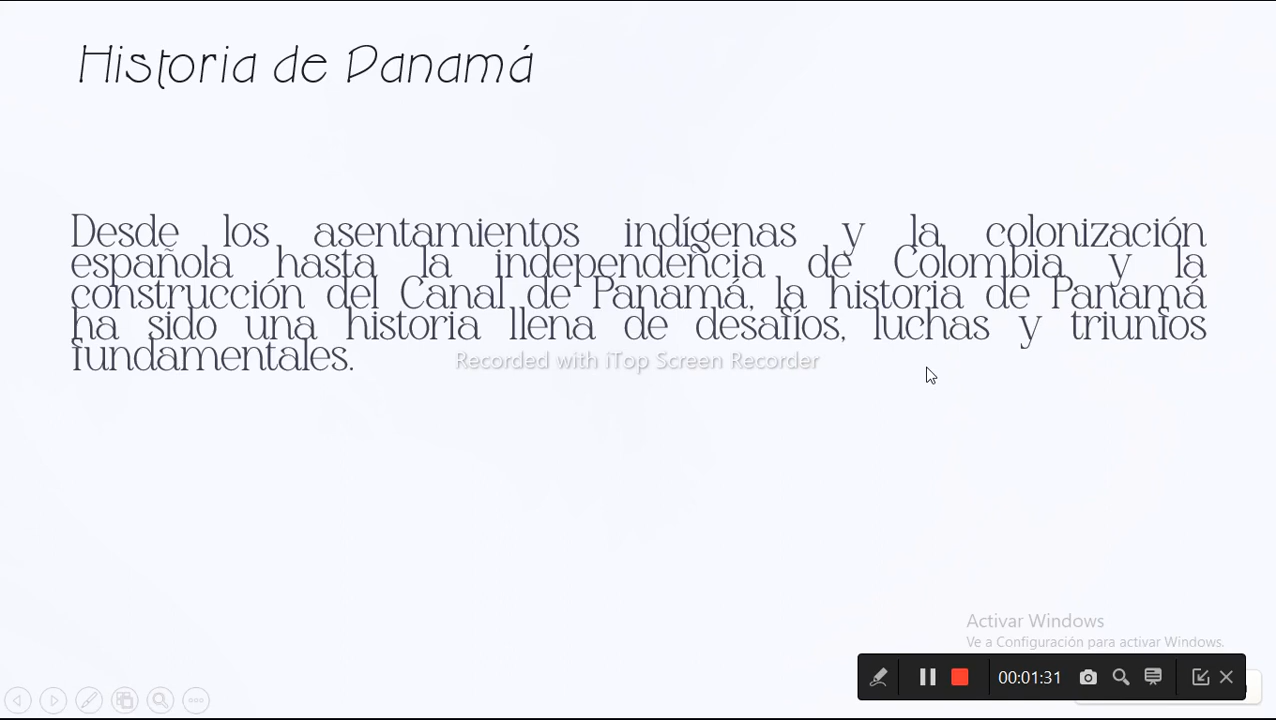 Historia de Panamá
Desde los asentamientos indígenas y la colonización
española hasta la independencia de Colombia y la
construcción del Canal de Panamá, la historia de Panamá
ha sido una historia llena de desafíos, luchas y triunfos
fundamentales.
Recorded with iTop Screen Recorder
Activar Windows
Ve a Configuración para activar Windows.
00:01:31